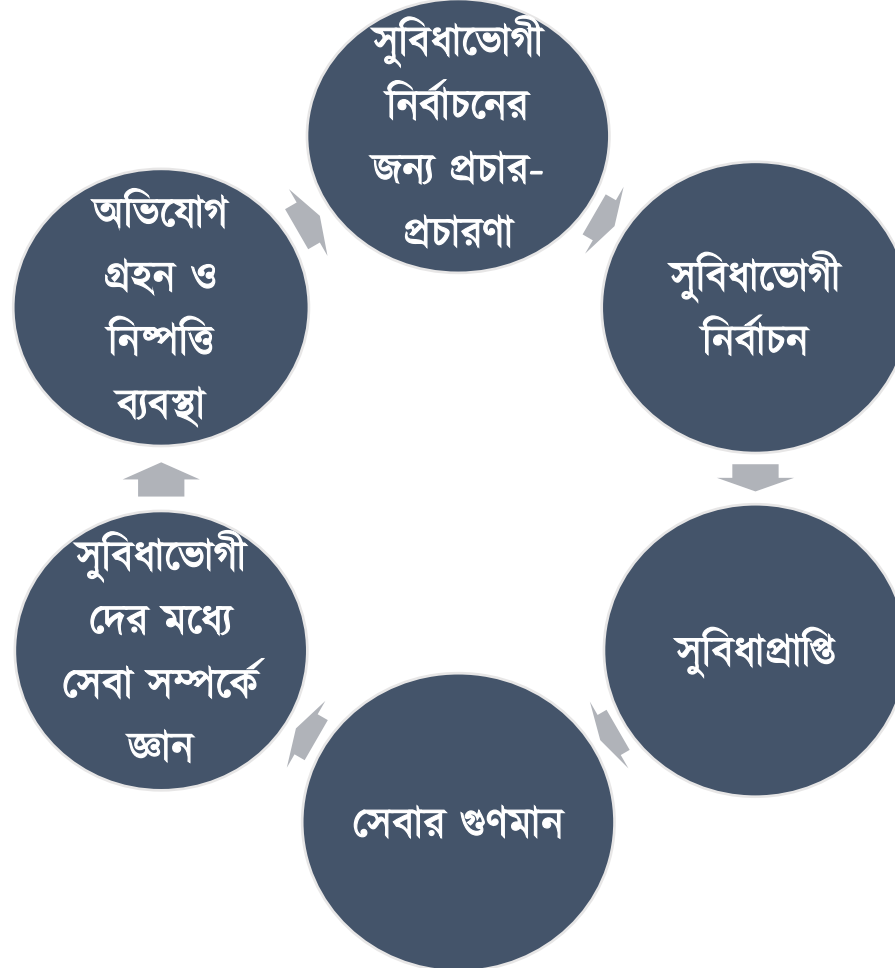 সুবিধাভোগী
নির্বাচনের
জন্য প্রচার-
প্রচারণা
সুবিধাভোগী
নির্বাচন
সুবিধাপ্রাপ্তি
সেবার গুণমান
সুবিধাভোগী
দের মধ্যে
সেবা সম্পর্কে
জ্ঞান
অভিযোগ
গ্রহন ও
নিষ্পত্তি
ব্যবস্থা